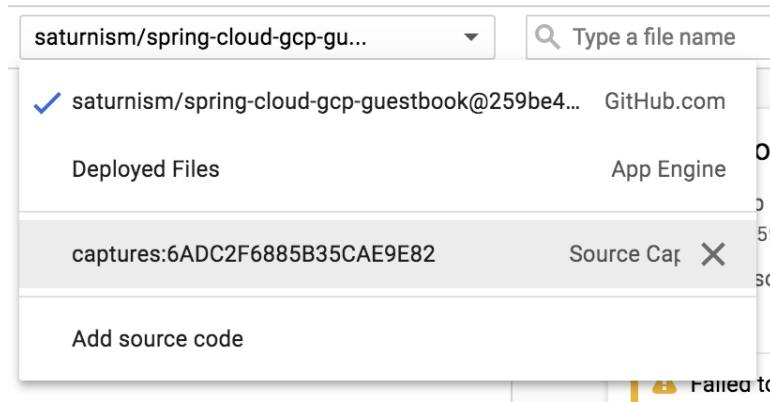 saturnism/spring-cloud-gcp-gu...
Type a file name
saturnism/spring-cloud-gcp-guestbook@259be4... GitHub.com
Deployed Files App Engine
captures:6ADC2F6885B35CAE9E82 Source Cap
Add source code
Failed to